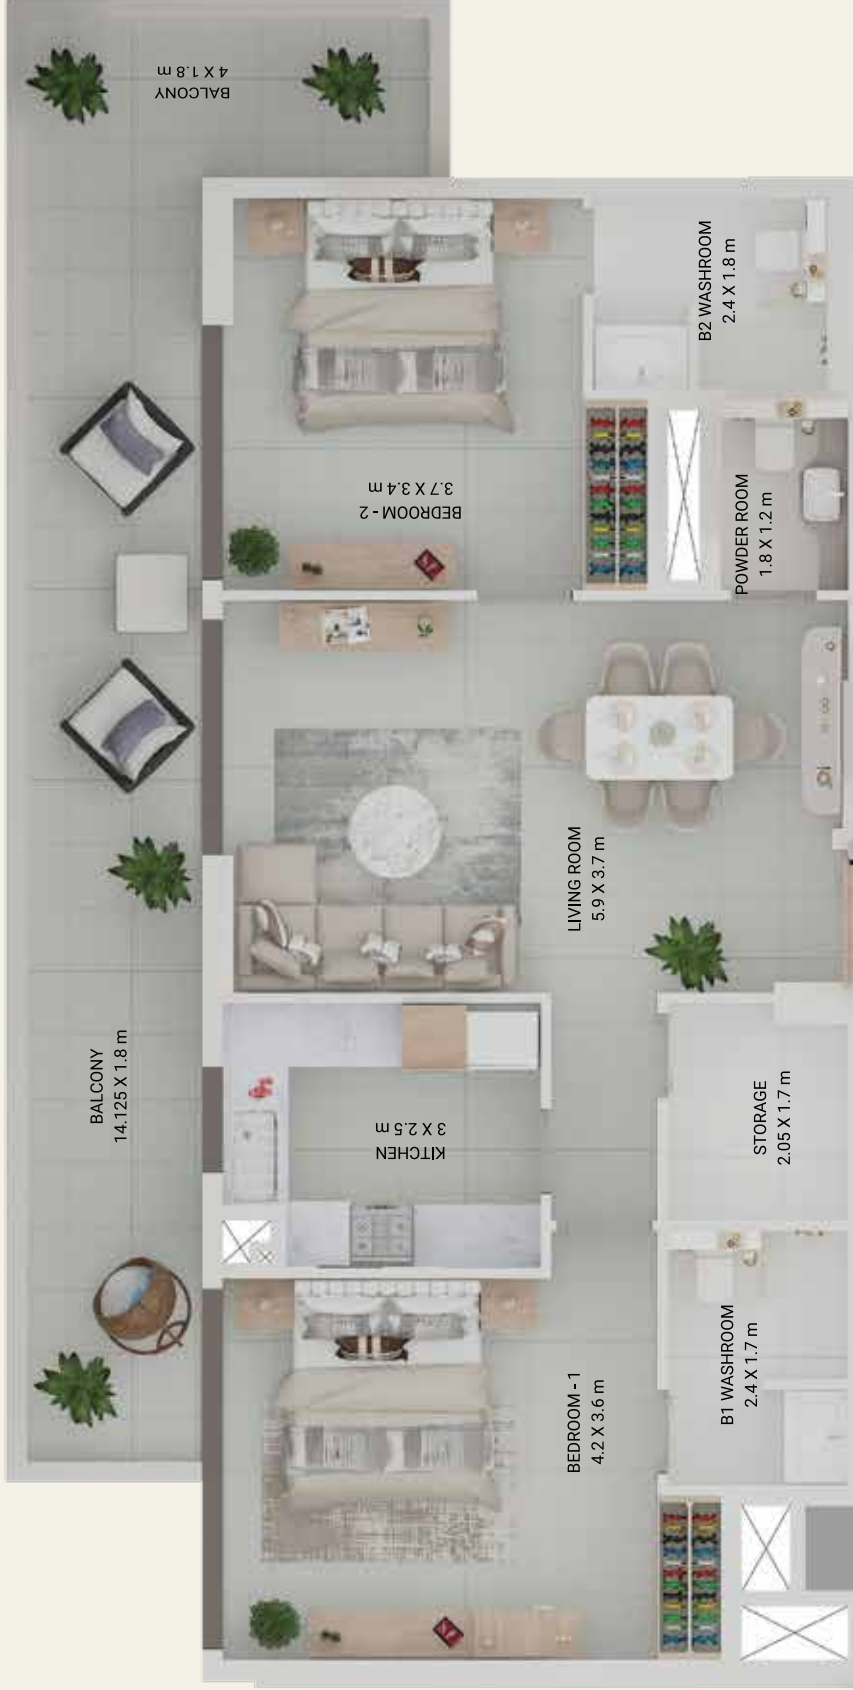 BALCONY
4 X 1.8 m
B2 WASHROOM
2.4 X 1.8 m
BEDROOM - 2
3.7 X 3.4 m
POWDER ROOM
1.8 X 1.2 m
LIVING ROOM
5.9 X 3.7 m
BALCONY
14.125 X 1.8 m
KITCHEN
3 X 2.5 m
STORAGE
2.05 X 1.7 m
BEDROOM - 1
4.2 X 3.6 m
B1 WASHROOM
2.4 X 1.7 m